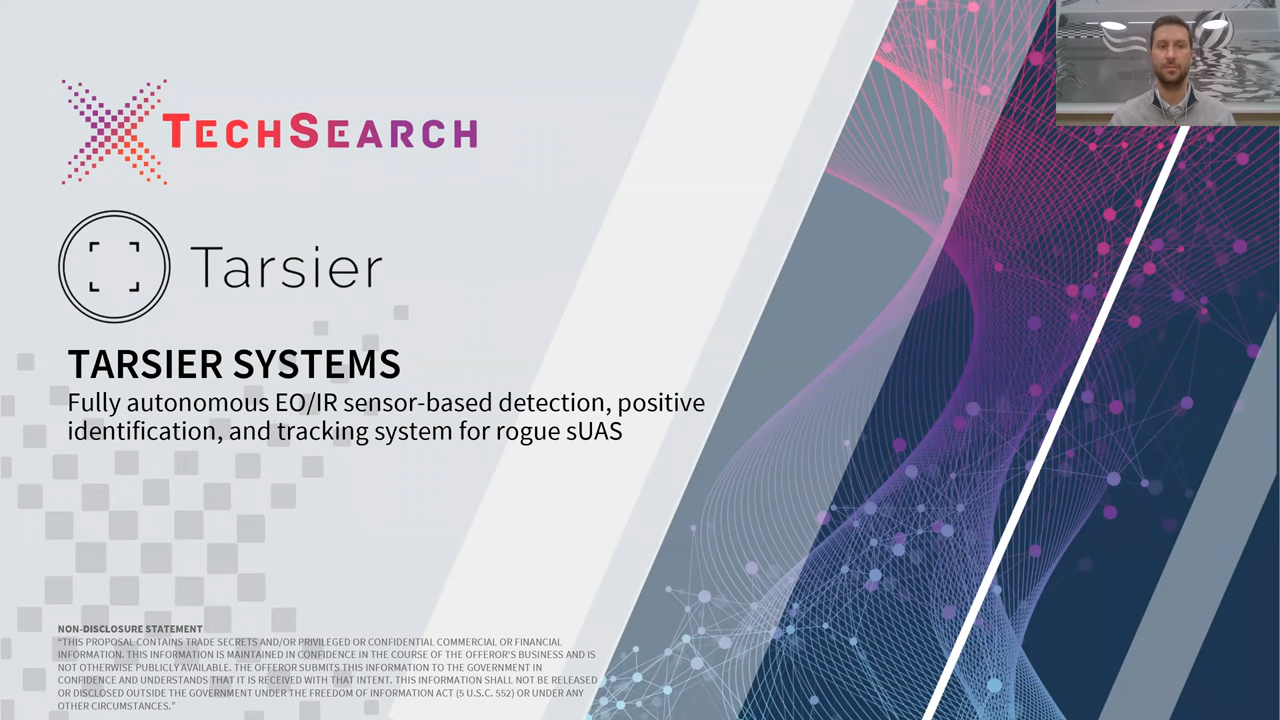 TECHSEARCH
Tarsier
TARSIER SYSTEMS
Fully autonomous EO/IR sensor-based detection, positive
identification, and tracking system for rogue sUAS
NON-DISCLOSURE STATEMENT
“THIS PROPOSAL CONTAINS TRADE SECRETS AND/OR PRIVILEGED OR CONFIDENTIAL COMMERCIAL OR FINANCIAL
INFORMATION. THIS INFORMATION IS MAINTAINED IN CONFIDENCE IN THE COURSE OF THE OFFEROR'S BUSINESS AND IS
NOT OTHERWISE PUBLICLY AVAILABLE. THE OFFEROR SUBMITS THIS INFORMATION TO THE GOVERNMENT IN
CONFIDENCE AND UNDERSTANDS THAT IT IS RECEIVED WITH THAT INTENT. THIS INFORMATION SHALL NOT BE RELEASED
OR DISCLOSED OUTSIDE THE GOVERNMENT UNDER THE FREEDOM OF INFORMATION ACT (5 U.S.C. 552) OR UNDER ANY
OTHER CIRCUMSTANCES.”